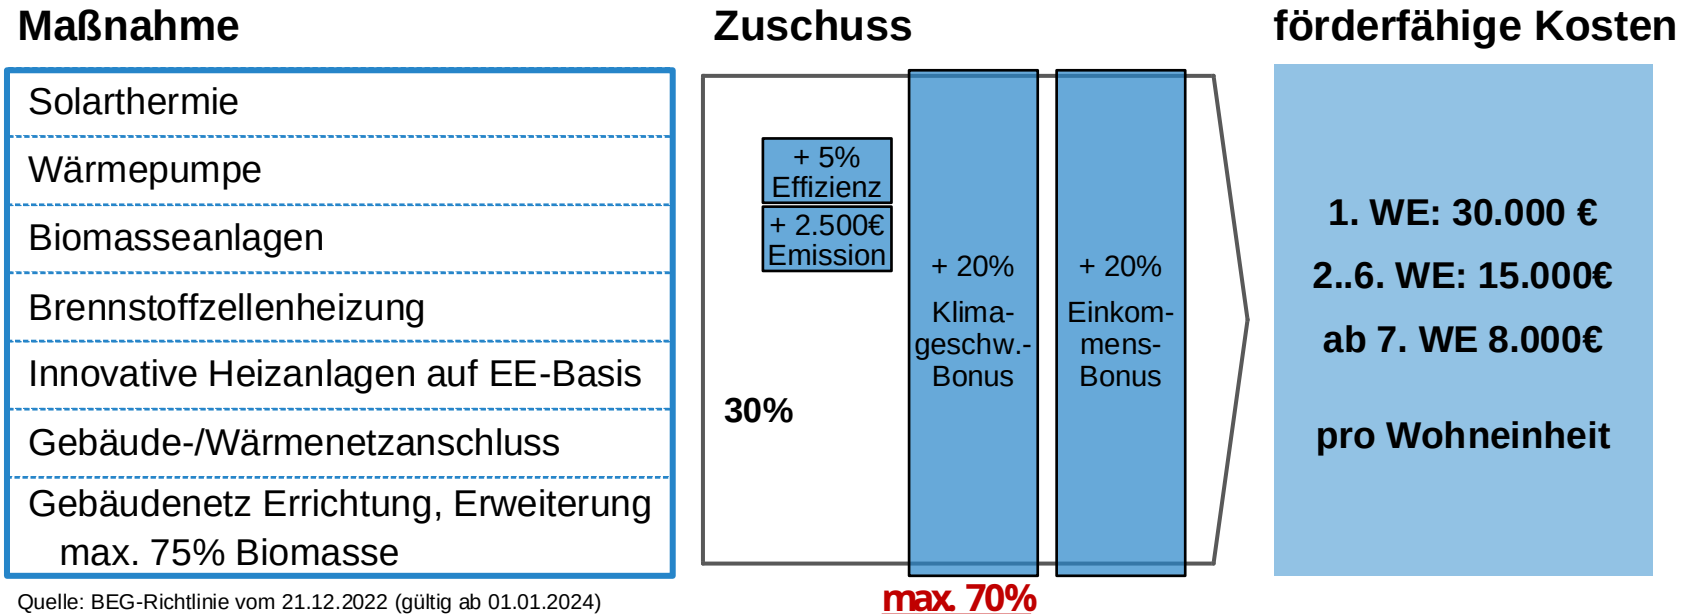 Maßnahme
Solarthermie
Wärmepumpe
Biomasseanlagen
Brennstoffzellenheizung
Innovative Heizanlagen auf EE-Basis
Gebäude-/Wärmenetzanschluss
Gebäudenetz Errichtung, Erweiterung
max. 75% Biomasse
Quelle: BEG-Richtlinie vom 21.12.2022 (gültig ab 01.01.2024)
Zuschuss
30%
+ 5%
Effizienz
+ 2.500€
Emission
+ 20%
Klima-
geschw.-
Bonus
+ 20%
Einkom-
mens-
Bonus
max. 70%
förderfähige Kosten
1. WE: 30.000 €
2..6. WE: 15.000€
ab 7. WE 8.000€
pro Wohneinheit